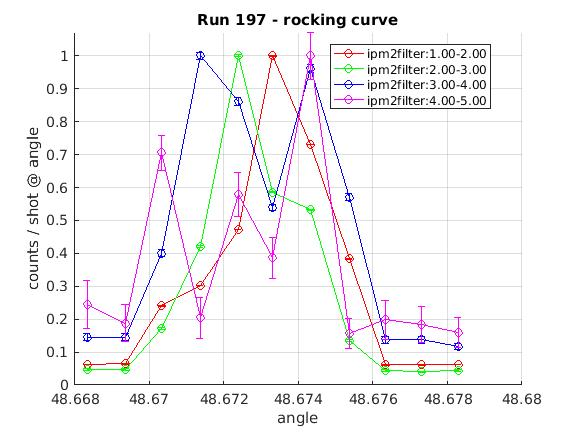 Run 197 - rocking curve
ipm2filter:1.00-2.00
ipm2filter:2.00-3.00
ipm2filter:3.00-4.00
ipm2filter:4.00-5.00
counts / shot @ angle
1
0.9
0.8
0.7
0.6
0.5
0.4
0.3
0.2
0.1
0
48.668
48.67
48.672
48.674
48.676
48.678
48.68
angle